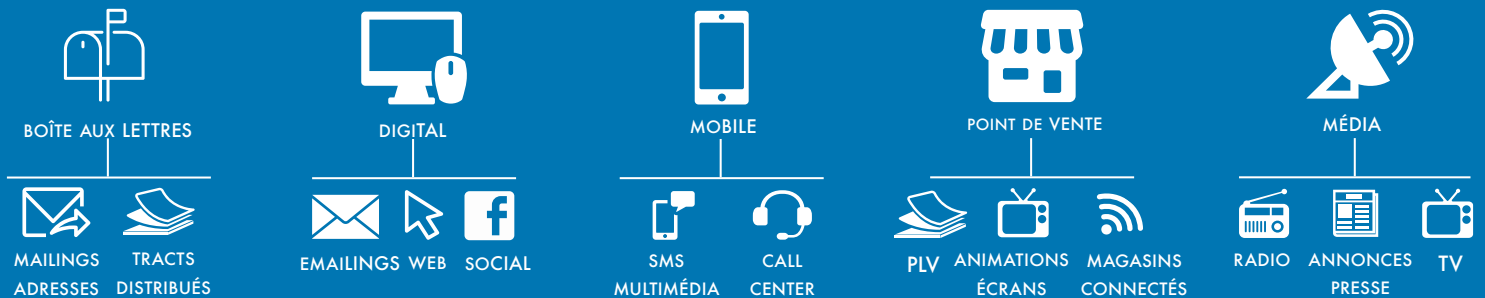 BOÎTE AUX LETTRES
DIGITAL
MOBILE
POINT DE VENTE
MÉDIA
MAILINGS
ADRESSES
TRACTS
DISTRIBUÉS
EMAILINGS
WEB
SOCIAL
SMS
MULTIMÉDIA
CALL
CENTER
PLV
ANIMATIONS
ÉCRANS
MAGASINS
CONNECTÉS
RADIO
ANNONCES
PRESSE
TV